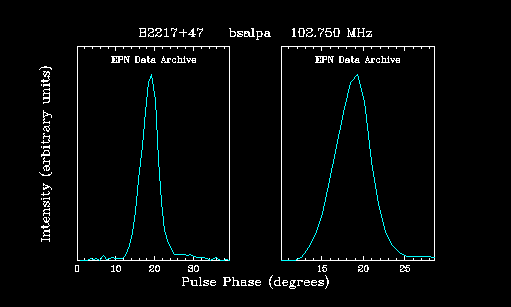 B2217+47 bsalpa 102.750 MHz
EPN Data Archive EPN Data Archive
Intensity (arbitrary units)
0 10 20 30 15 20 25
Pulse Phase (degrees)